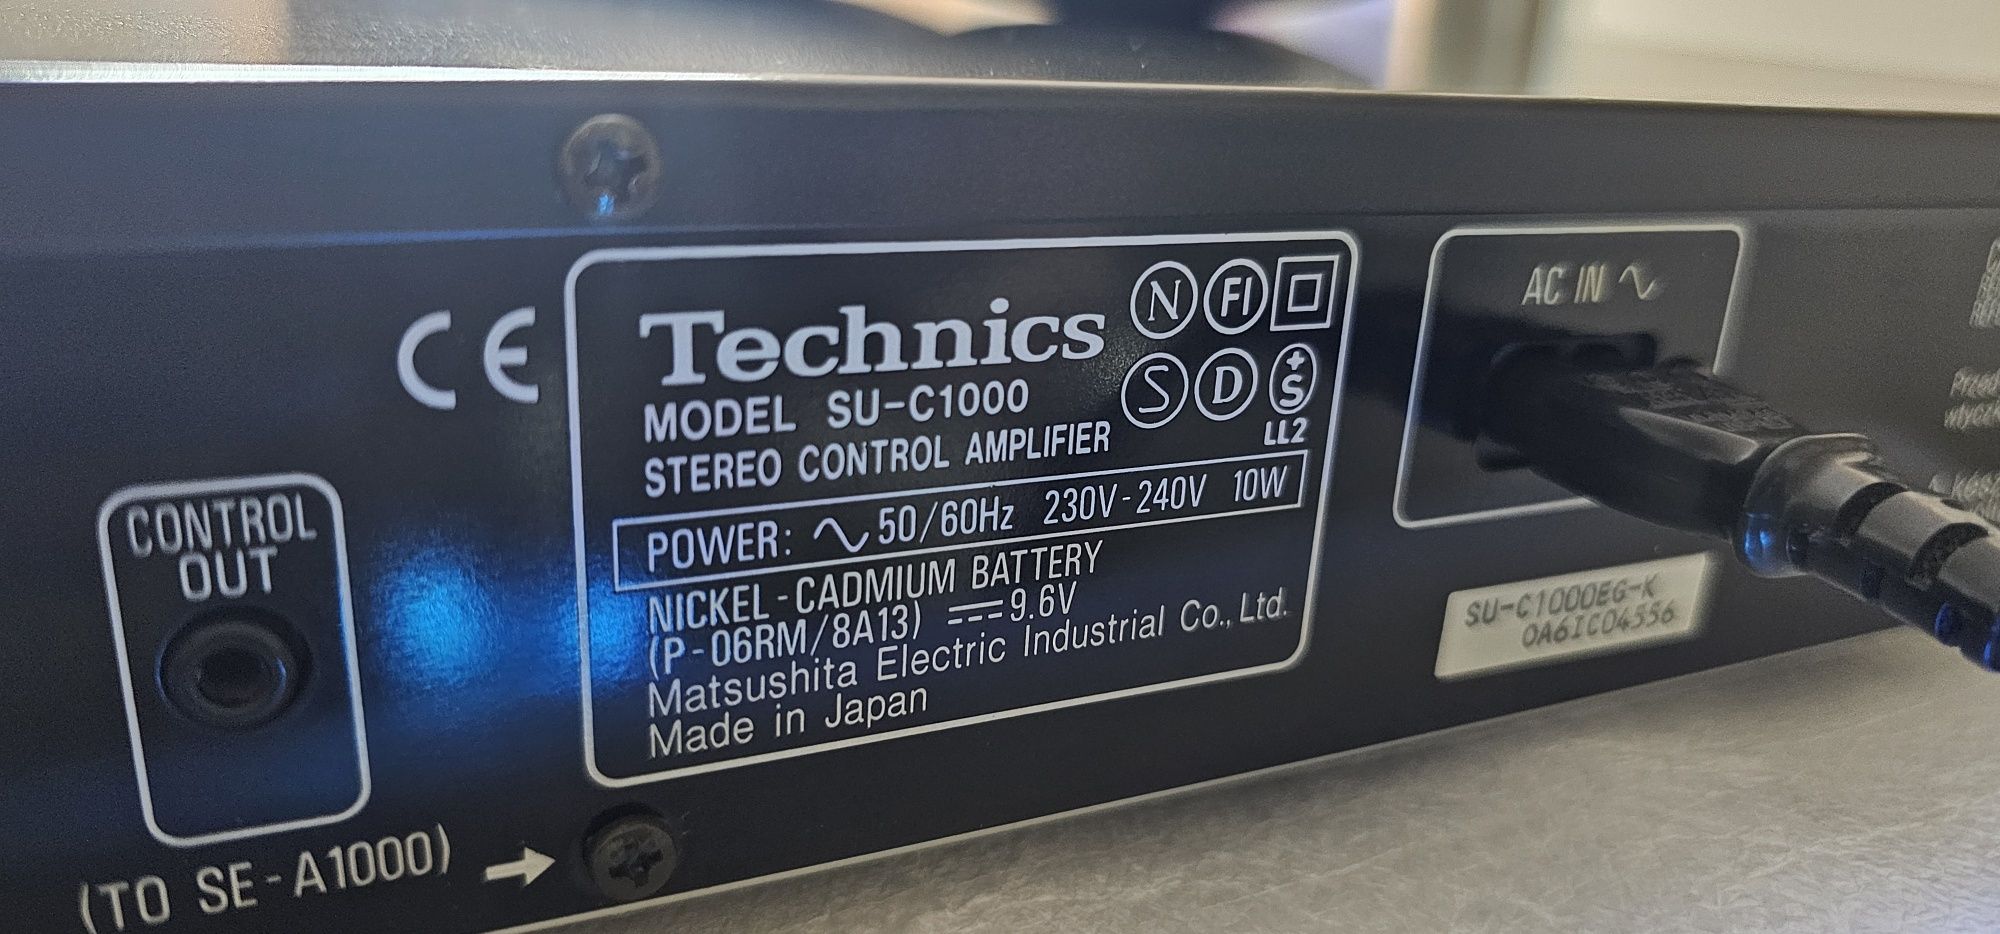 CE
Technics
N FI
S D +S
LL2
MODEL SU-C1000
STEREO CONTROL AMPLIFIER
POWER: ∿ 50/60Hz 230V-240V 10W
NICKEL-CADMIUM BATTERY
(P-06RM/8A13) ⎓ 9.6V
Matsushita Electric Industrial Co., Ltd.
Made in Japan
CONTROL
OUT
(TO SE-A1000)
AC IN ∿
SU-C1000EG-K
0A6IC04556